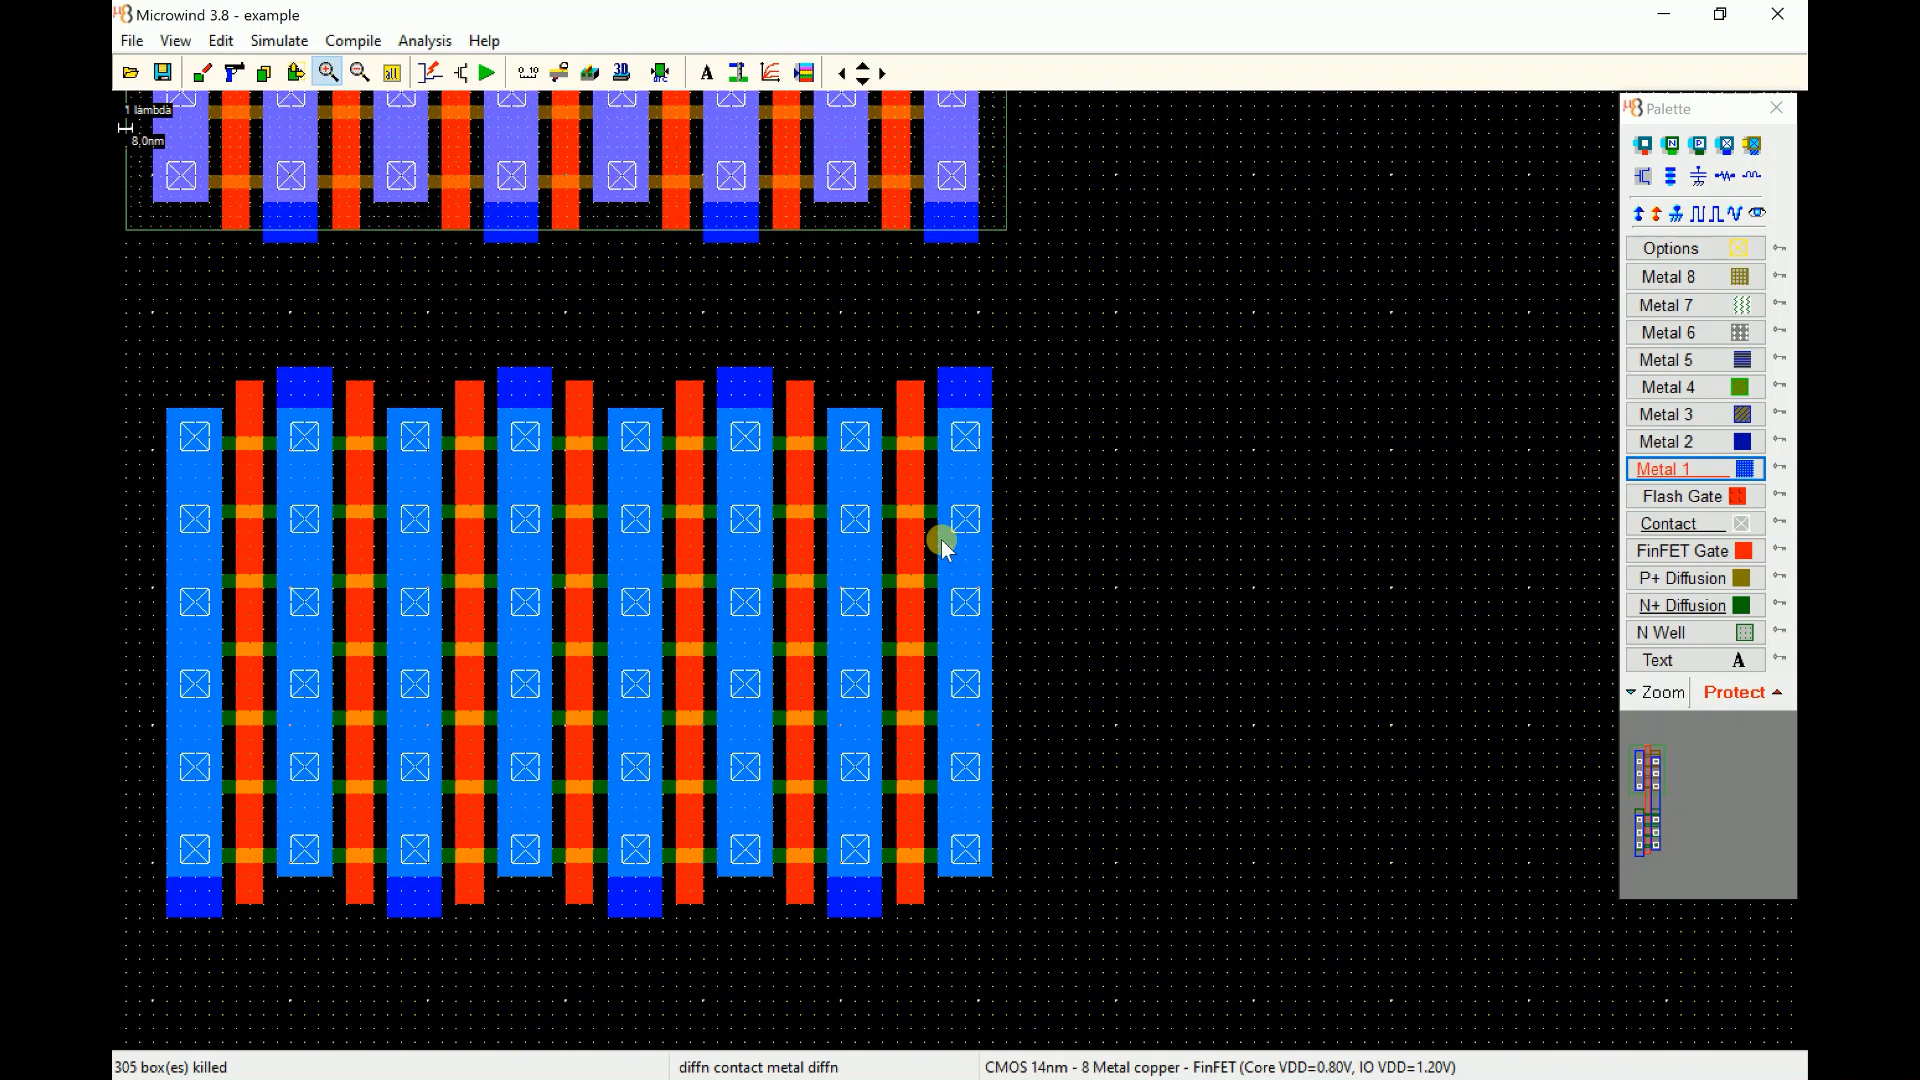 Microwind 3.8 - example
File View Edit Simulate Compile Analysis Help
all
3D
A
1 lambda
8,0nm
Palette
N
P
Options
Metal 8
Metal 7
Metal 6
Metal 5
Metal 4
Metal 3
Metal 2
Metal 1
Flash Gate
Contact
FinFET Gate
P+ Diffusion
N+ Diffusion
N Well
Text A
Zoom Protect
305 box(es) killed
diffn contact metal diffn
CMOS 14nm - 8 Metal copper - FinFET (Core VDD=0.80V, IO VDD=1.20V)